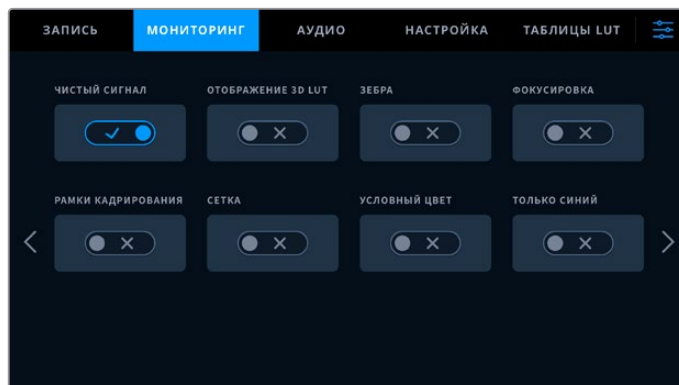 ЗАПИСЬ МОНИТОРИНГ АУДИО НАСТРОЙКА ТАБЛИЦЫ LUT
ЧИСТЫЙ СИГНАЛ ОТОБРАЖЕНИЕ 3D LUT ЗЕБРА ФОКУСИРОВКА
РАМКИ КАДРИРОВАНИЯ СЕТКА УСЛОВНЫЙ ЦВЕТ ТОЛЬКО СИНИЙ